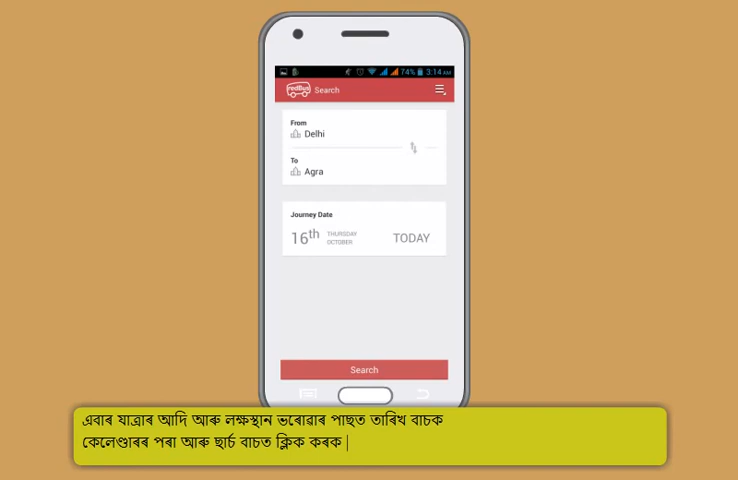 74% 3:14 AM
redBus Search
From
Delhi
To
Agra
Journey Date
16th THURSDAY OCTOBER TODAY
Search
এবাৰ যাত্ৰাৰ আদি আৰু লক্ষস্থান ভৰোৱাৰ পাছত তাৰিখ বাচক
কেলেণ্ডাৰৰ পৰা আৰু ছাৰ্চ বাচত ক্লিক কৰক |